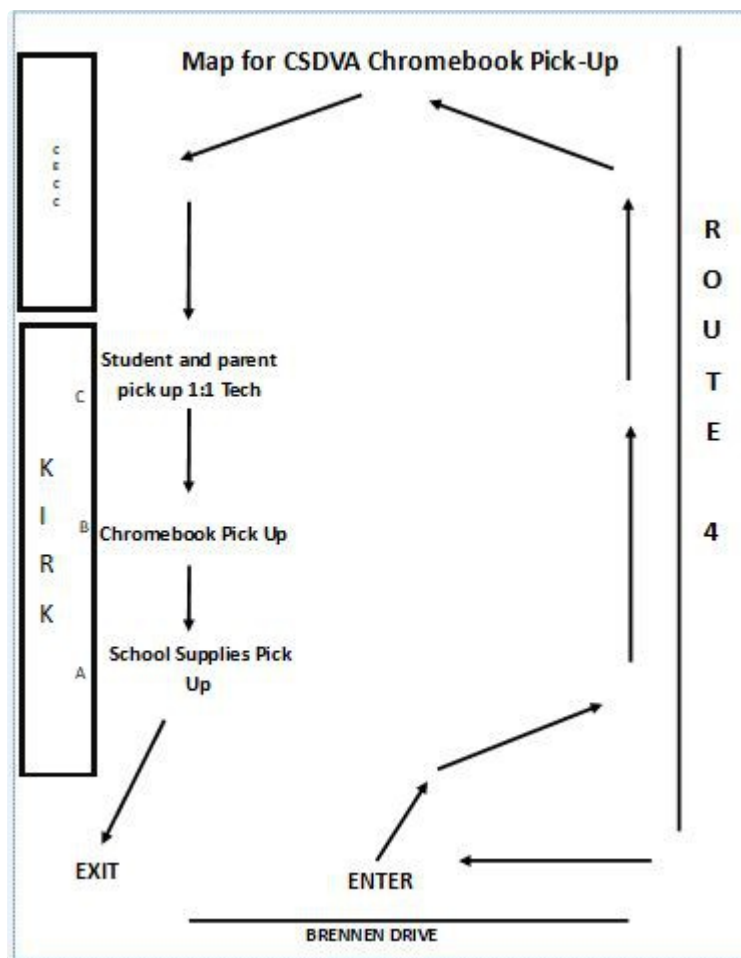 Map for CSDVA Chromebook Pick-Up
C
E
C
C
R
O
U
T
E
4
Student and parent
pick up 1:1 Tech
C
K
I
R
K
B
Chromebook Pick Up
School Supplies Pick
Up
A
EXIT
ENTER
BRENNEN DRIVE